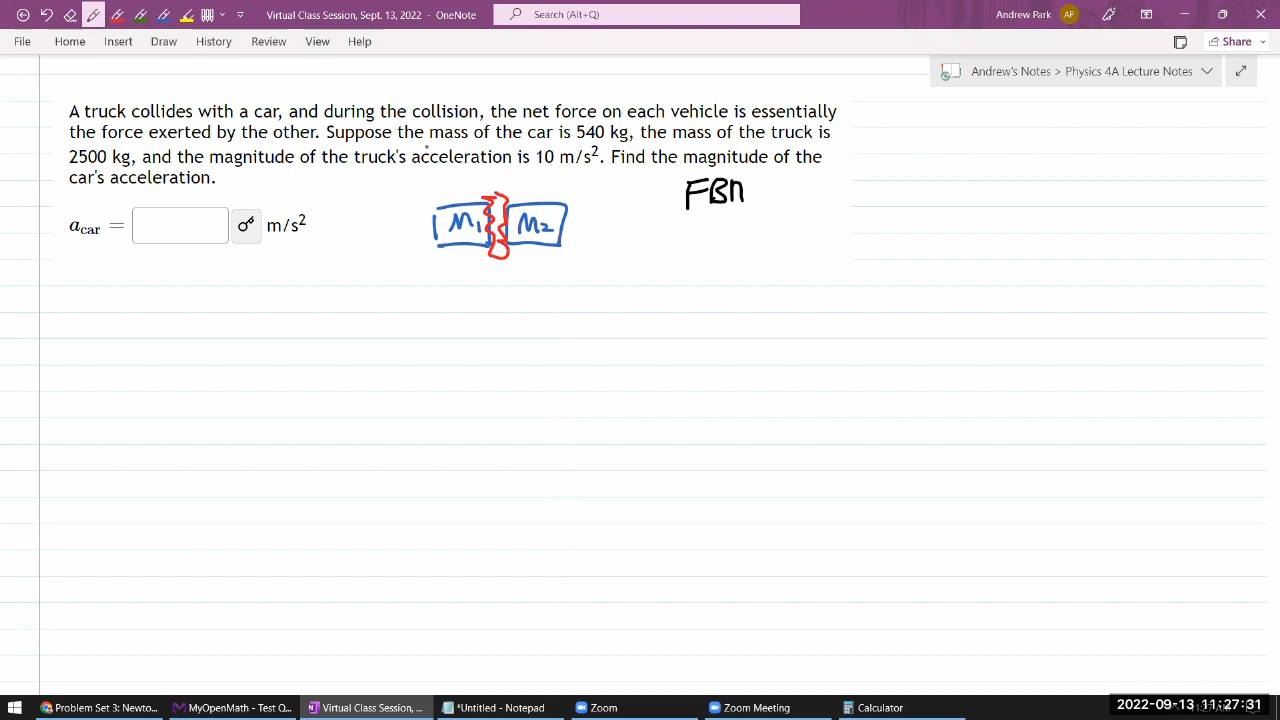 Virtual Class Session, Sept. 13, 2022 - OneNote
Search (Alt+Q)
Andrew Park
AP
File Home Insert Draw History Review View Help
Share
Andrew's Notes > Physics 4A Lecture Notes
A truck collides with a car, and during the collision, the net force on each vehicle is essentially
the force exerted by the other. Suppose the mass of the car is 540 kg, the mass of the truck is
2500 kg, and the magnitude of the truck's acceleration is 10 m/s². Find the magnitude of the
car's acceleration.
FBD
a_car = m/s²
M₁ M₂
Problem Set 3: Newto... MyOpenMath - Test Q... Virtual Class Session, ... *Untitled - Notepad Zoom Zoom Meeting Calculator
2022-09-13 11:27:31